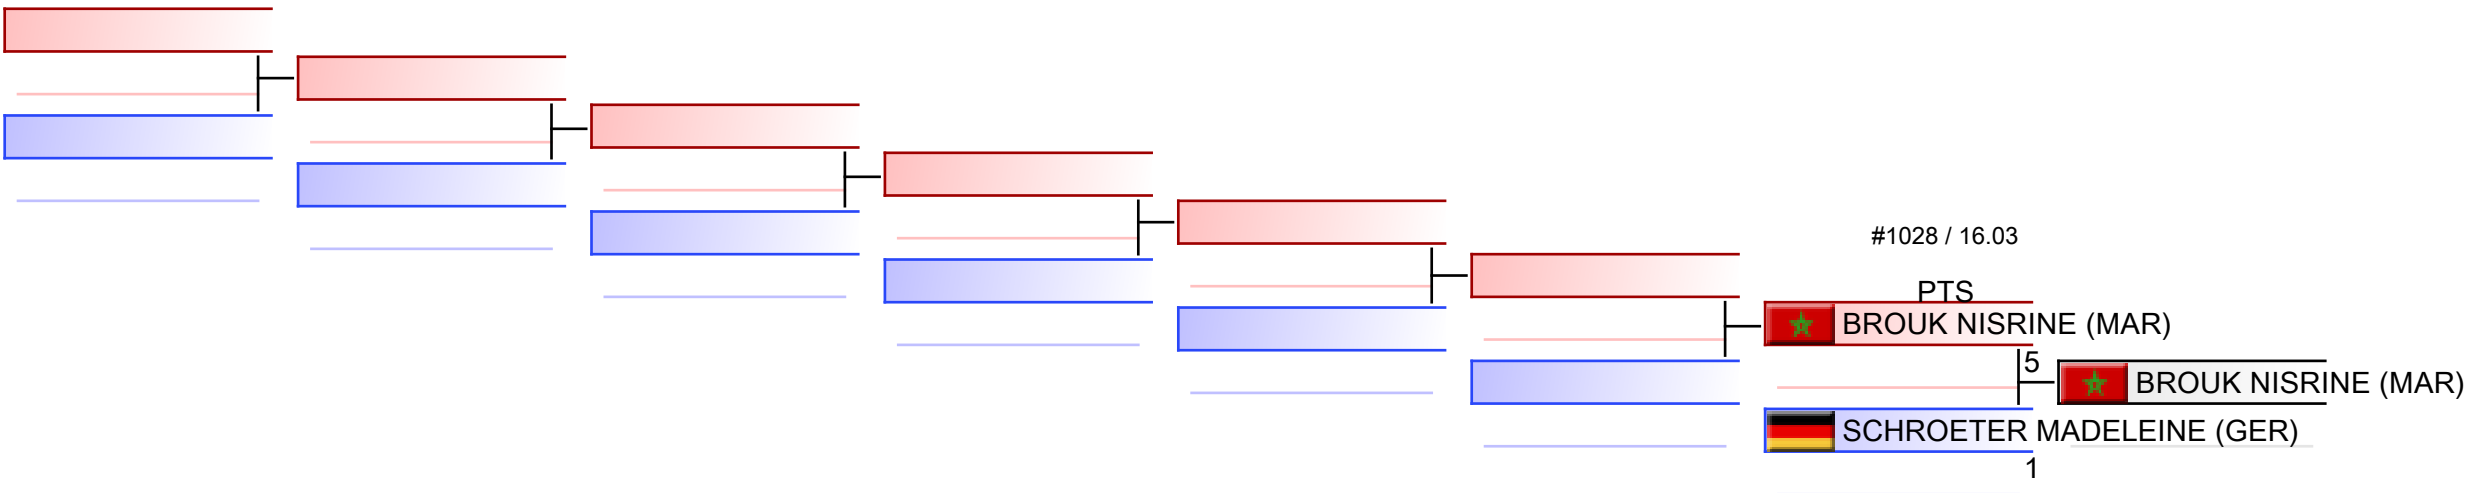 #1028 / 16.03
PTS
BROUK NISRINE (MAR)
5
BROUK NISRINE (MAR)
SCHROETER MADELEINE (GER)
1